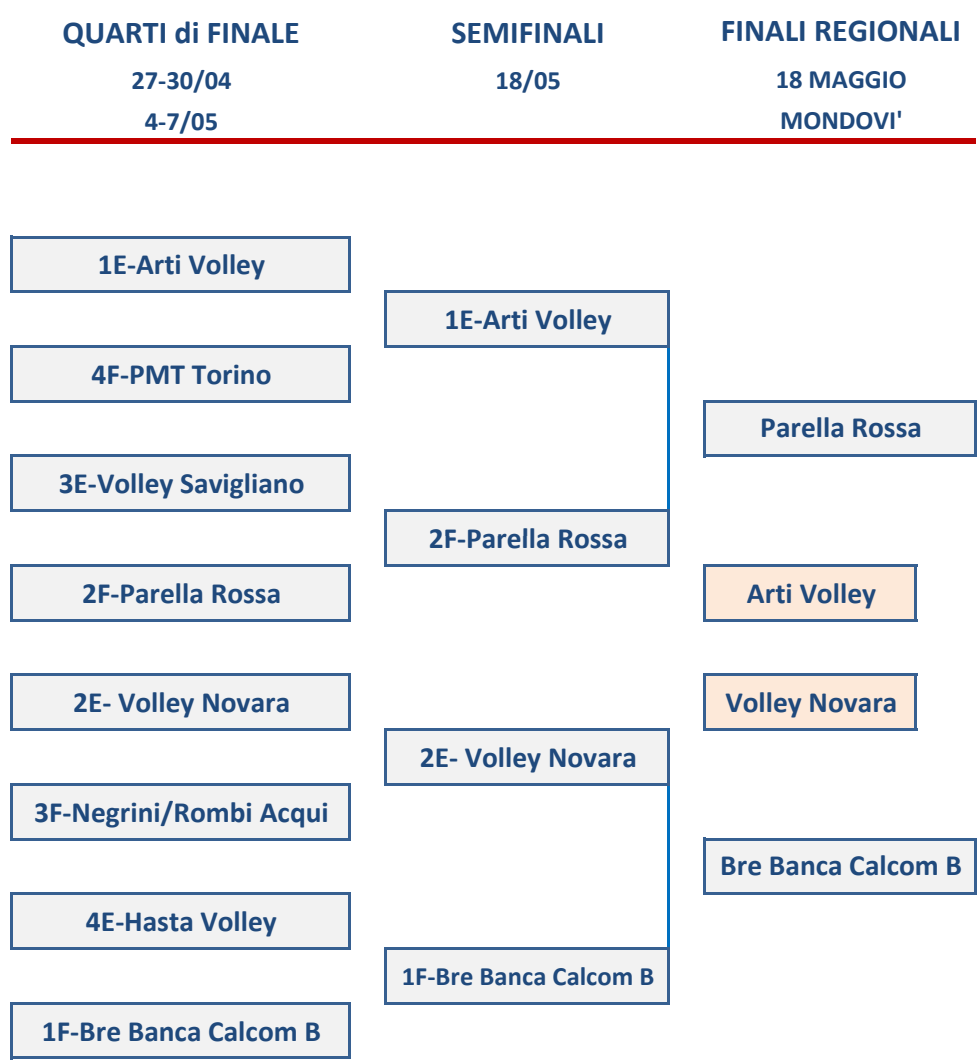 QUARTI di FINALE
27-30/04
4-7/05
SEMIFINALI
18/05
FINALI REGIONALI
18 MAGGIO
MONDOVI'
1E-Arti Volley
4F-PMT Torino
3E-Volley Savigliano
2F-Parella Rossa
2E- Volley Novara
3F-Negrini/Rombi Acqui
4E-Hasta Volley
1F-Bre Banca Calcom B
1E-Arti Volley
2F-Parella Rossa
2E- Volley Novara
1F-Bre Banca Calcom B
Parella Rossa
Arti Volley
Volley Novara
Bre Banca Calcom B